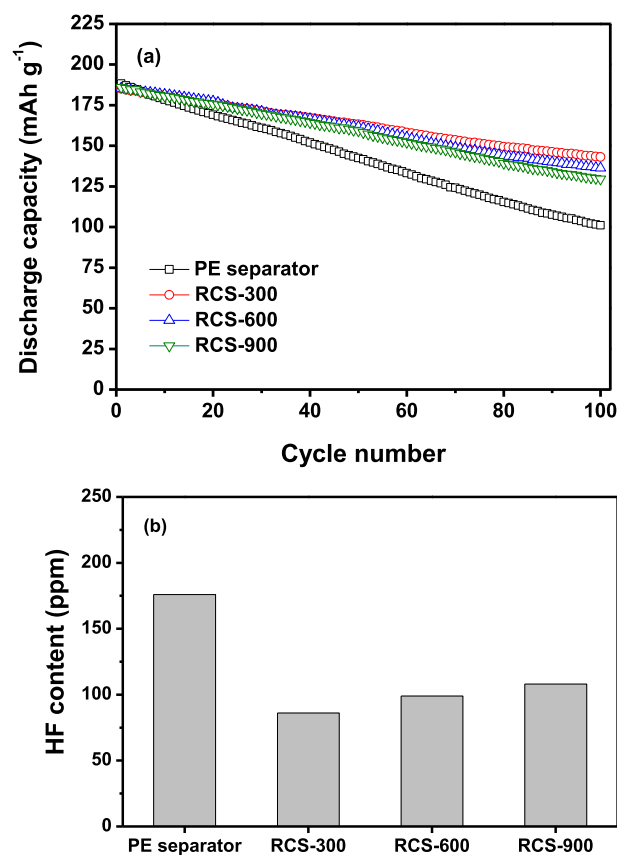 (a)
Discharge capacity (mAh g⁻¹)
225
200
175
150
125
100
75
50
25
0
PE separator
RCS-300
RCS-600
RCS-900
0 20 40 60 80 100
Cycle number
(b)
HF content (ppm)
250
200
150
100
50
0
PE separator RCS-300 RCS-600 RCS-900